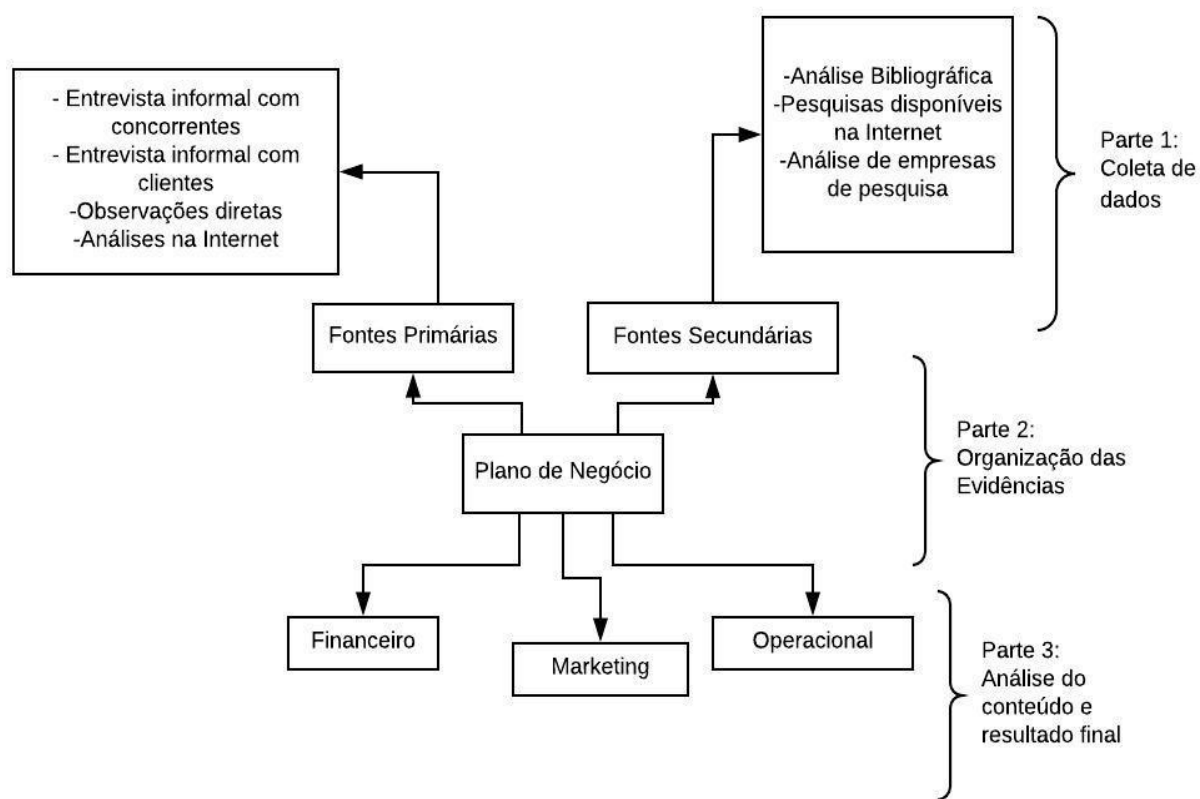 - Entrevista informal com
concorrentes
- Entrevista informal com
clientes
-Observações diretas
-Análises na Internet
-Análise Bibliográfica
-Pesquisas disponíveis
na Internet
-Análise de empresas
de pesquisa
Parte 1:
Coleta de
dados
Fontes Primárias
Fontes Secundárias
Plano de Negócio
Parte 2:
Organização das
Evidências
Financeiro
Marketing
Operacional
Parte 3:
Análise do
conteúdo e
resultado final